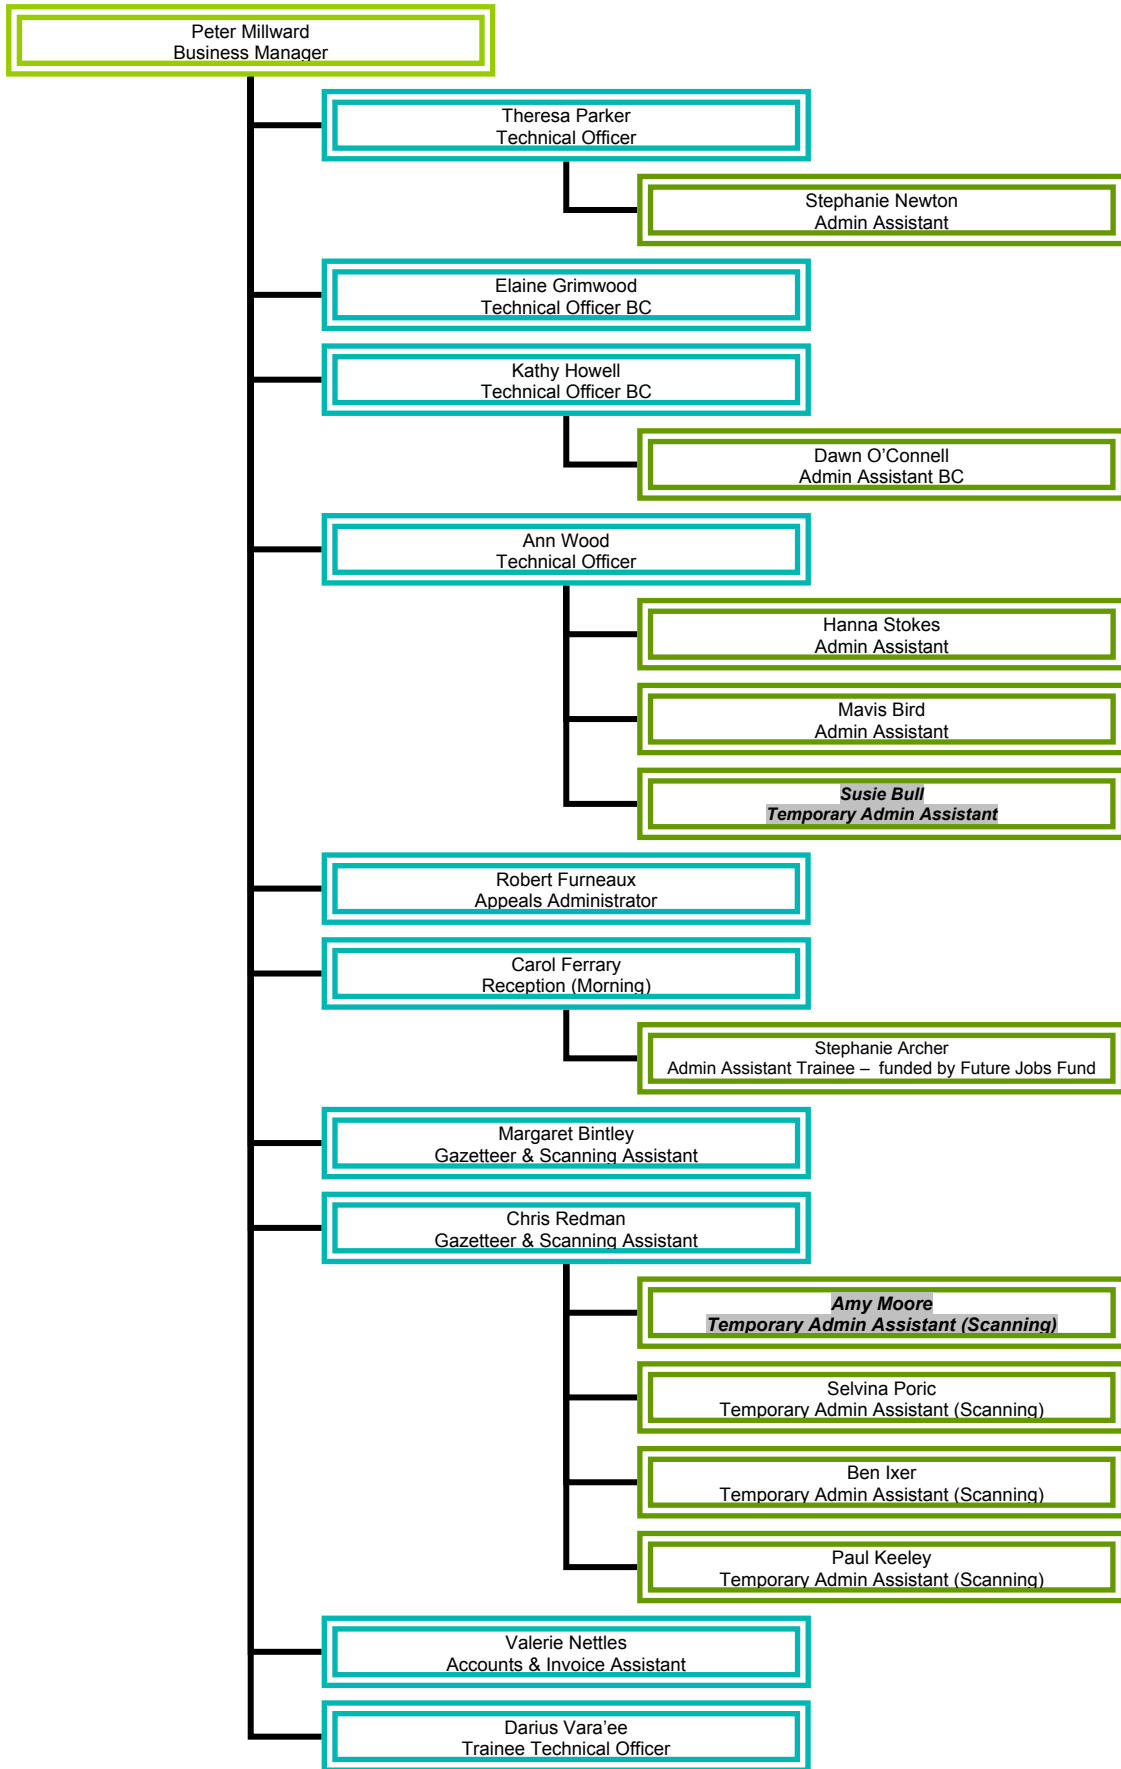 Peter Millward
Business Manager
Theresa Parker
Technical Officer
Stephanie Newton
Admin Assistant
Elaine Grimwood
Technical Officer BC
Kathy Howell
Technical Officer BC
Dawn O’Connell
Admin Assistant BC
Ann Wood
Technical Officer
Hanna Stokes
Admin Assistant
Mavis Bird
Admin Assistant
Susie Bull
Temporary Admin Assistant
Robert Furneaux
Appeals Administrator
Carol Ferrary
Reception (Morning)
Stephanie Archer
Admin Assistant Trainee – funded by Future Jobs Fund
Margaret Bintley
Gazetteer & Scanning Assistant
Chris Redman
Gazetteer & Scanning Assistant
Amy Moore
Temporary Admin Assistant (Scanning)
Selvina Poric
Temporary Admin Assistant (Scanning)
Ben Ixer
Temporary Admin Assistant (Scanning)
Paul Keeley
Temporary Admin Assistant (Scanning)
Valerie Nettles
Accounts & Invoice Assistant
Darius Vara’ee
Trainee Technical Officer